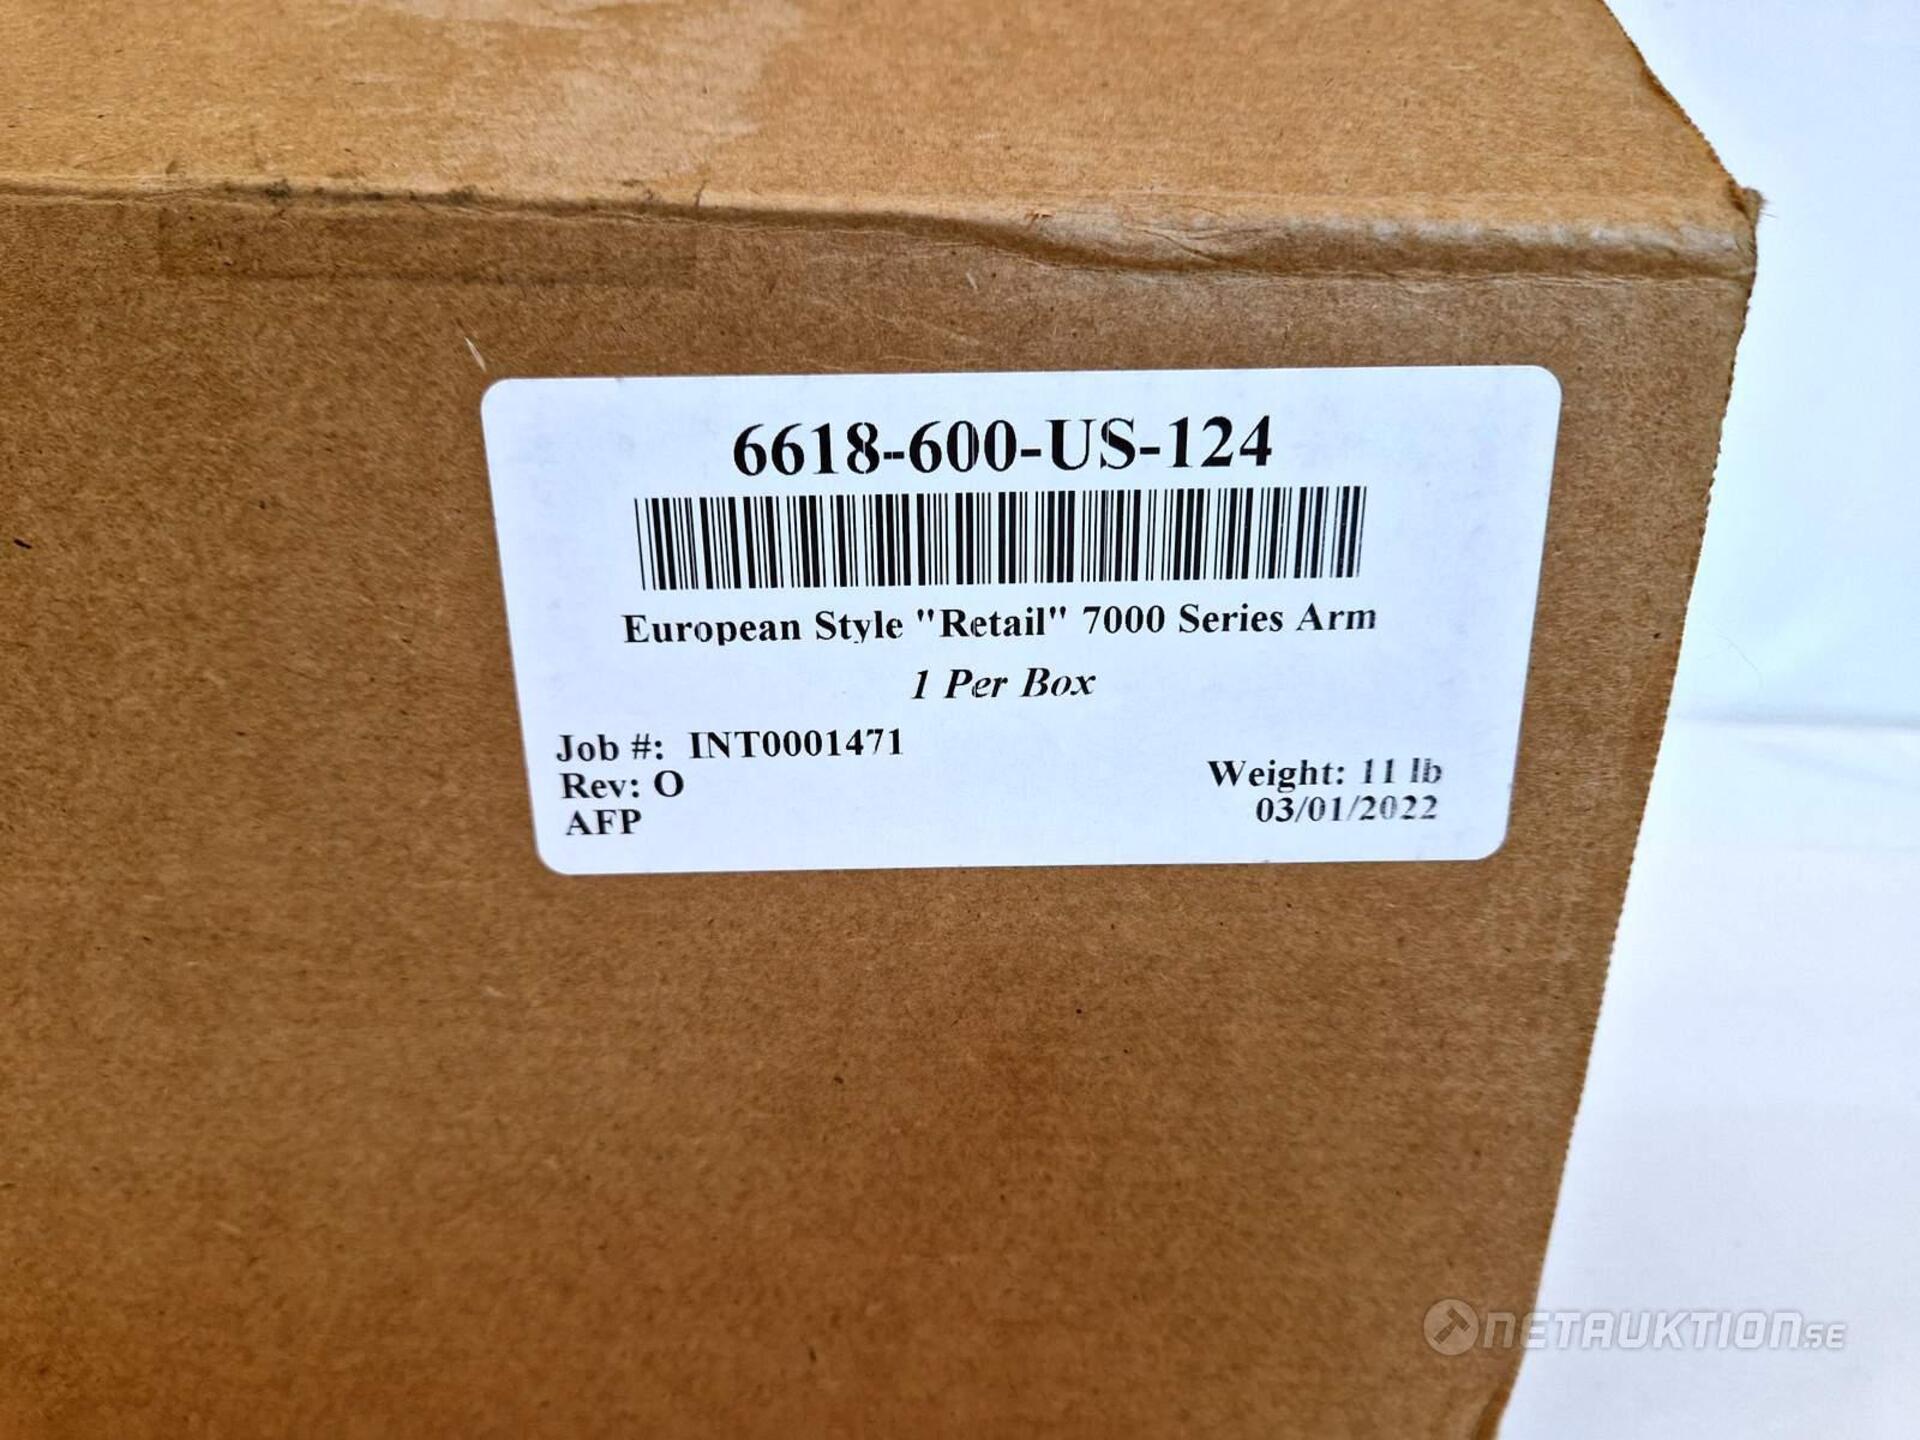 6618-600-US-124
European Style "Retail" 7000 Series Arm
1 Per Box
Job #: INT0001471
Rev: O
AFP
Weight: 11 lb
03/01/2022
NETAUKTION.SE